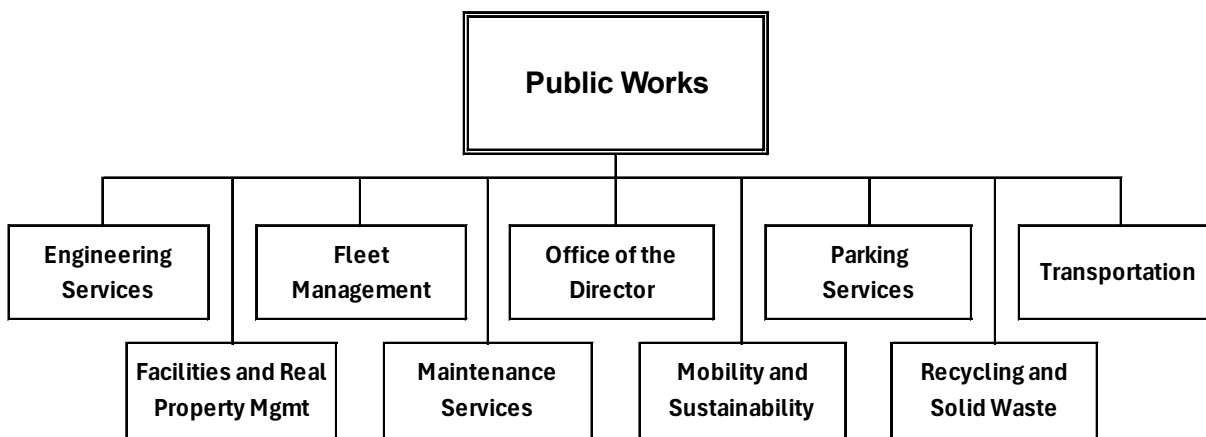 Public Works
Engineering
Services
Fleet
Management
Office of the
Director
Parking
Services
Transportation
Facilities and Real
Property Mgmt
Maintenance
Services
Mobility and
Sustainability
Recycling and
Solid Waste